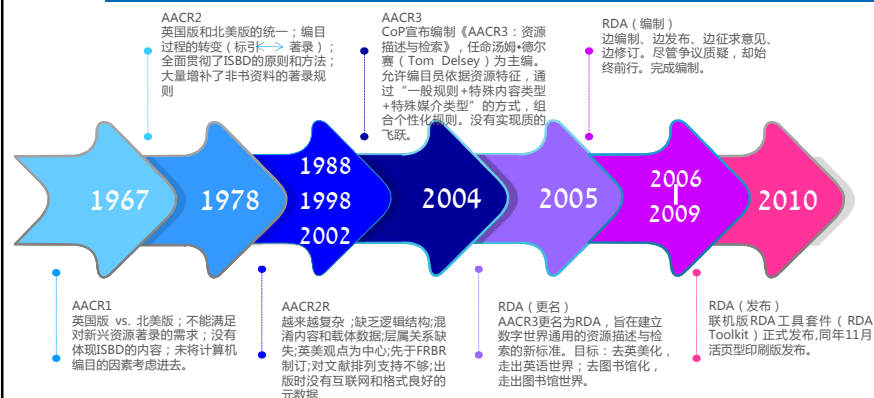 AACR2
英国版和北美版的统一；编目
过程的转变（标引<-->著录）；
全面贯彻了ISBD的原则和方法；
大量增补了非书资料的著录规
则
AACR3
CoP宣布编制《AACR3：资源
描述与检索》，任命汤姆•德尔
赛（Tom Delsey）为主编。
允许编目员依据资源特征，通
过“一般规则+特殊内容类型
+特殊媒介类型”的方式，组
合个性化规则。没有实现质的
飞跃。
RDA（编制）
边编制、边发布、边征求意见、
边修订。尽管争议质疑，却始
终前行。完成编制。
1967
1978
1988
1998
2002
2004
2005
2006
2009
2010
AACR1
英国版 vs. 北美版；不能满足
对新兴资源著录的需求；没有
体现ISBD的内容；未将计算机
编目的因素考虑进去。
AACR2R
越来越复杂；缺乏逻辑结构;混
淆内容和载体数据;层属关系缺
失;英美观点为中心;先于FRBR
制订;对文献排列支持不够;出
版时没有互联网和格式良好的
元数据
RDA（更名）
AACR3更名为RDA，旨在建立
数字世界通用的资源描述与检
索的新标准。目标：去英美化，
走出英语世界；去图书馆化，
走出图书馆世界。
RDA（发布）
联机版RDA工具套件（RDA
Toolkit）正式发布,同年11月
活页型印刷版发布。